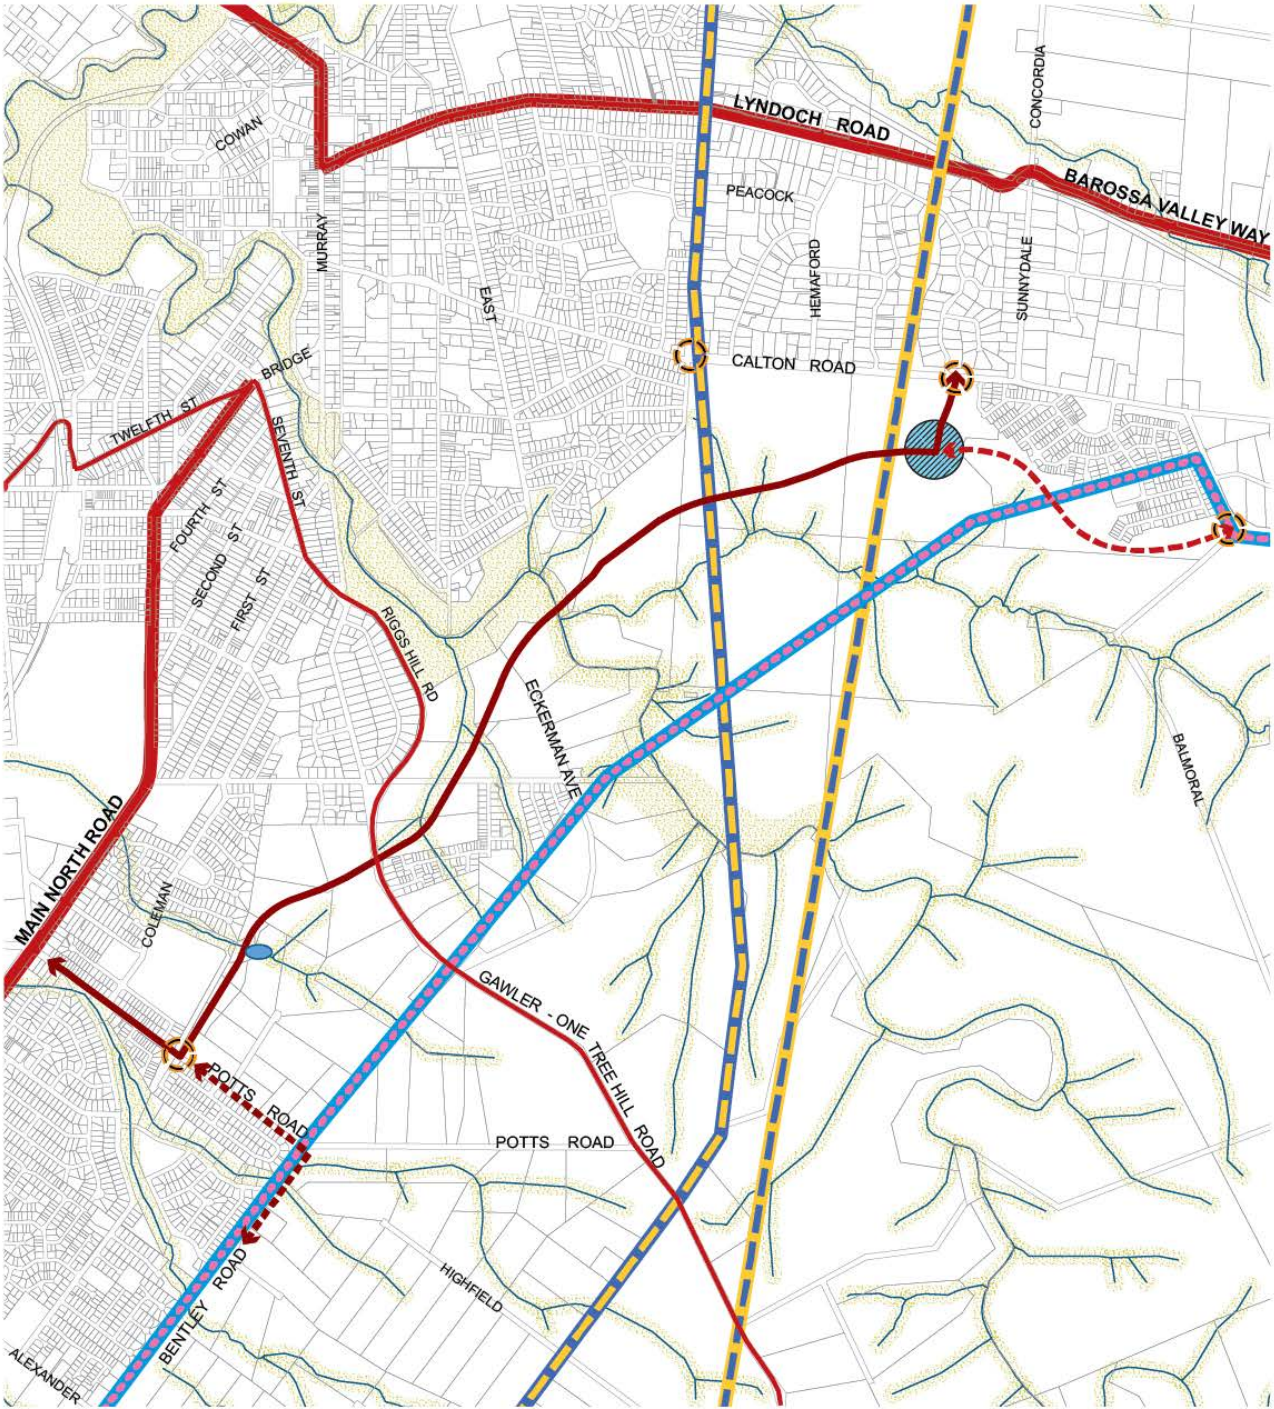 CONCORDIA
LYNDOCH ROAD
COWAN
BAROSSA VALLEY WAY
PEACOCK
MURRAY
HEMAFORD
SUNNYDALE
EAST
BRIDGE
CALTON ROAD
TWELFTH ST
SEVENTH ST
FOURTH ST
SECOND ST
FIRST ST
RIGGS HILL RD
ECKERMAN AVE
BALMORAL
MAIN NORTH ROAD
COLEMAN
GAWLER - ONE TREE HILL ROAD
POTTS ROAD
POTTS ROAD
BENTLEY ROAD
HIGHFIELD
ALEXANDER